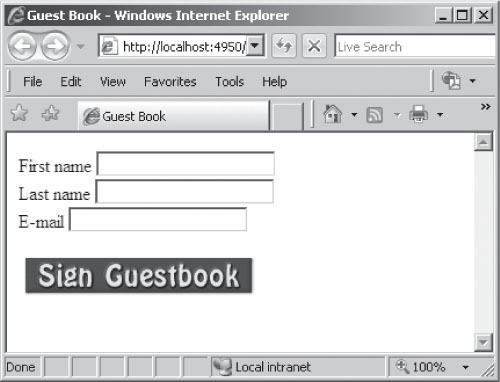 Guest Book - Windows Internet Explorer
http://localhost:4950/
Live Search
File Edit View Favorites Tools Help
Guest Book
»
First name
Last name
E-mail
Sign Guestbook
Done Local intranet 100%